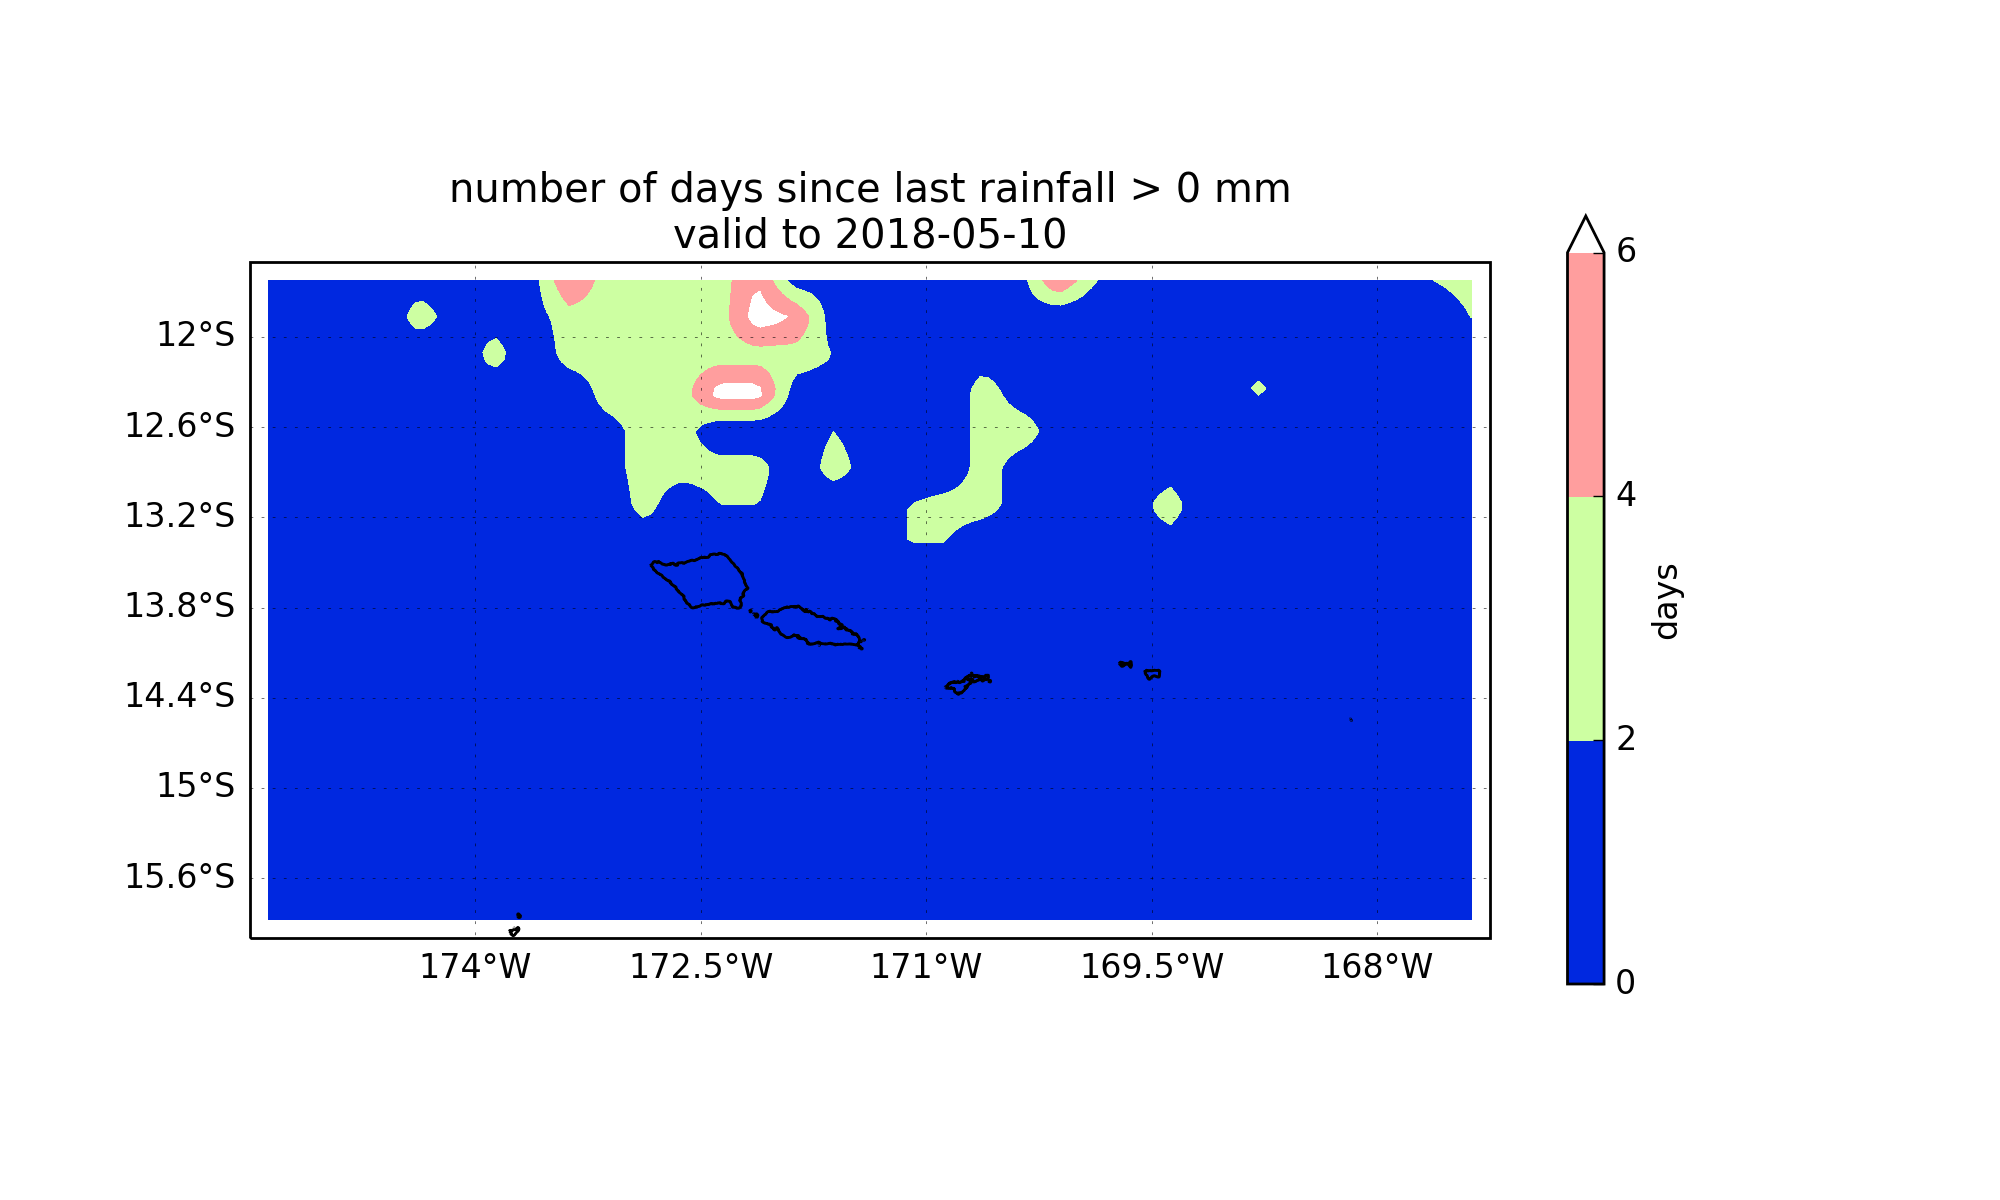 number of days since last rainfall > 0 mm
valid to 2018-05-10
12°S
12.6°S
13.2°S
13.8°S
14.4°S
15°S
15.6°S
174°W 172.5°W 171°W 169.5°W 168°W
6
4
2
0
days